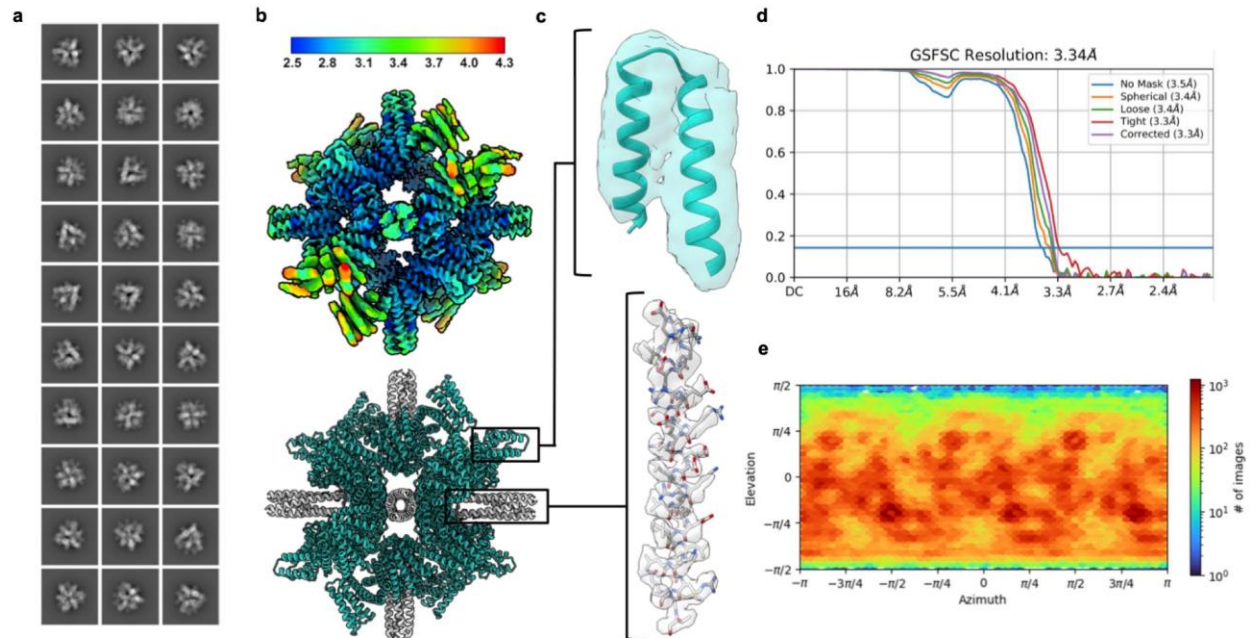 a
b
2.5 3.1 3.4 3.7 4.0 4.3
c
d
GSFSC Resolution: 3.34Å
1.0
0.8
0.6
0.4
0.2
0.0
No Mask (3.5Å)
Spherical (3.4Å)
Loose (3.4Å)
Tight (3.3Å)
Corrected (3.3Å)
DC 16Å 8.2Å 5.5Å 4.1Å 3.3Å 2.7Å 2.4Å
e
π/2
π/4
0
−π/4
−π/2
Elevation
−π −3π/4 −π/2 −π/4 0 π/4 π/2 3π/4 π
Azimuth
10³
10²
10¹
10⁰
# of images